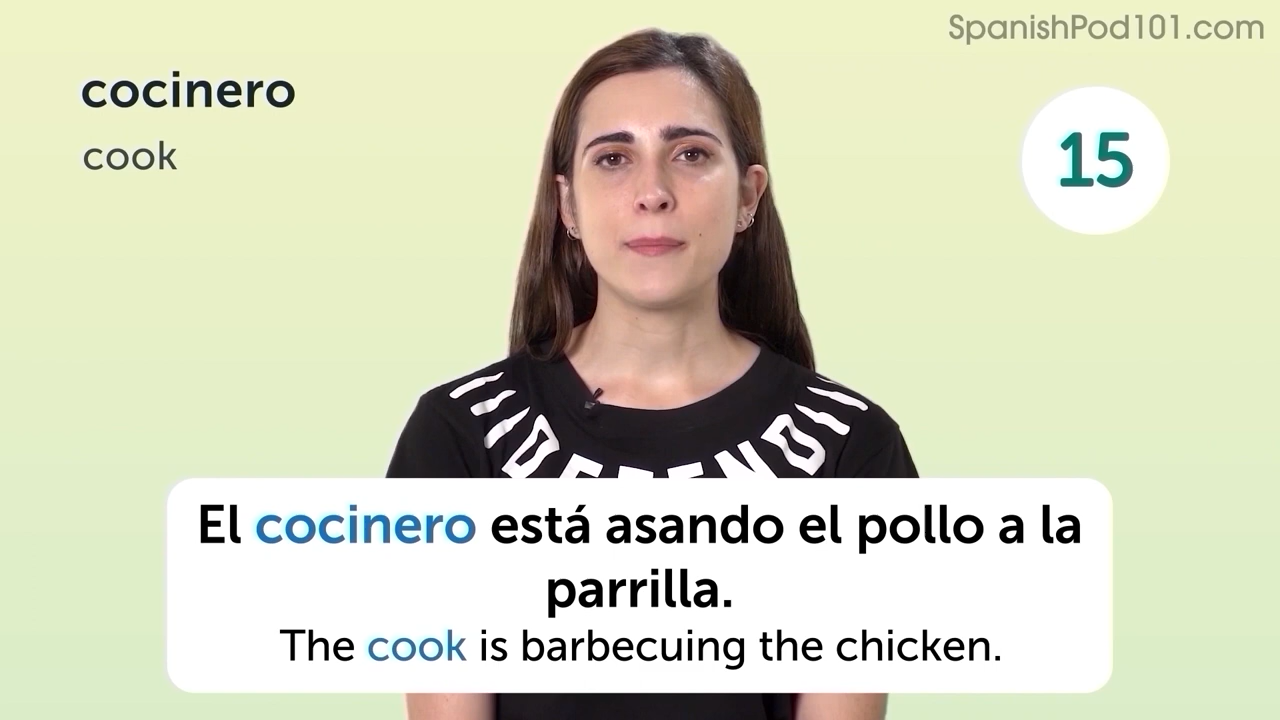 SpanishPod101.com
cocinero
cook
15
El cocinero está asando el pollo a la
parrilla.
The cook is barbecuing the chicken.